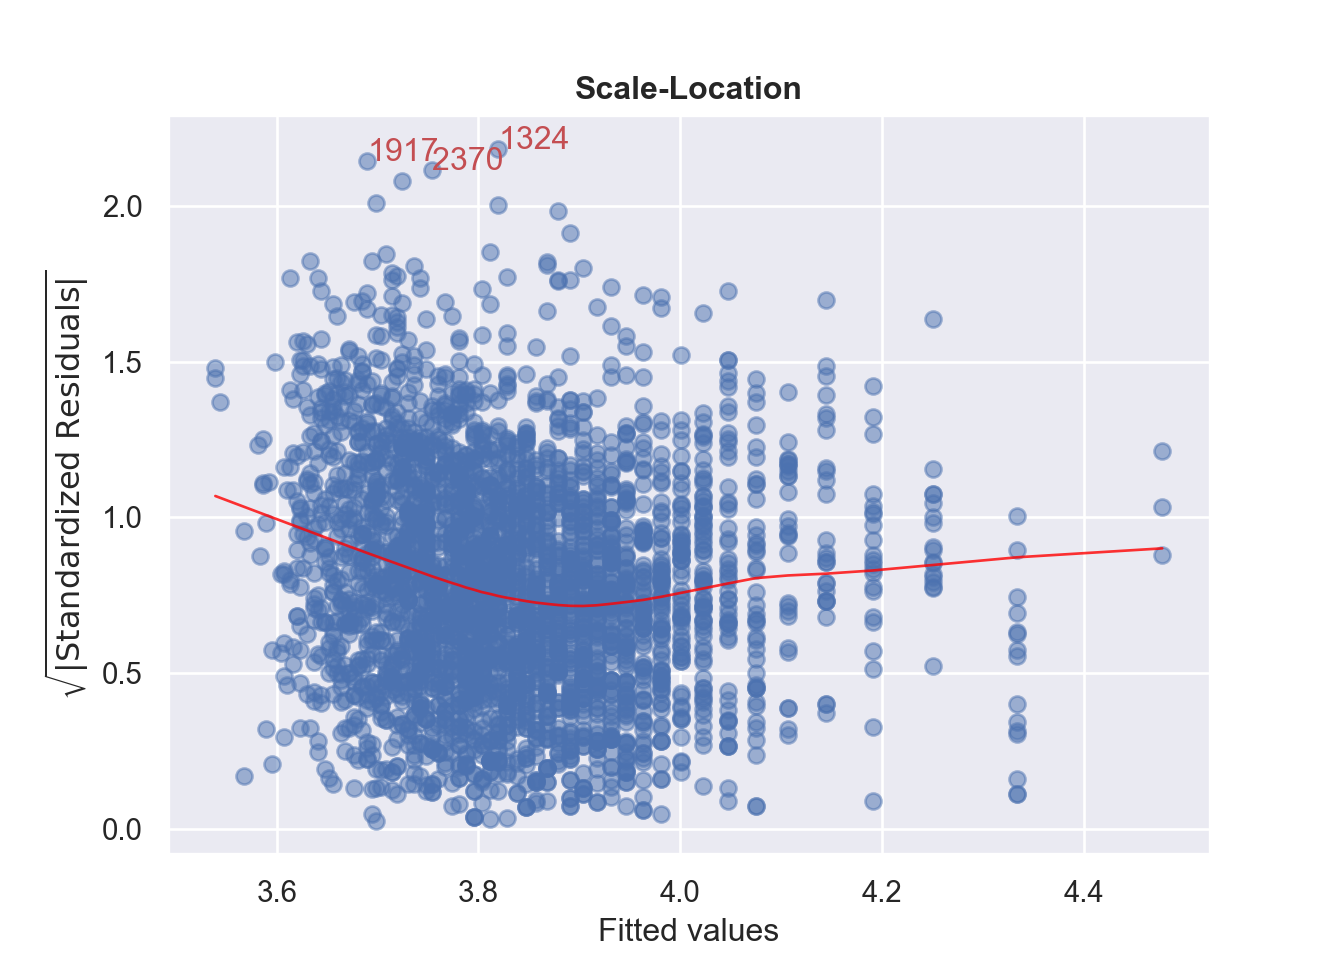 Scale-Location
1917
2370
1324
2.0
1.5
1.0
0.5
0.0
√|Standardized Residuals|
3.6 3.8 4.0 4.2 4.4
Fitted values